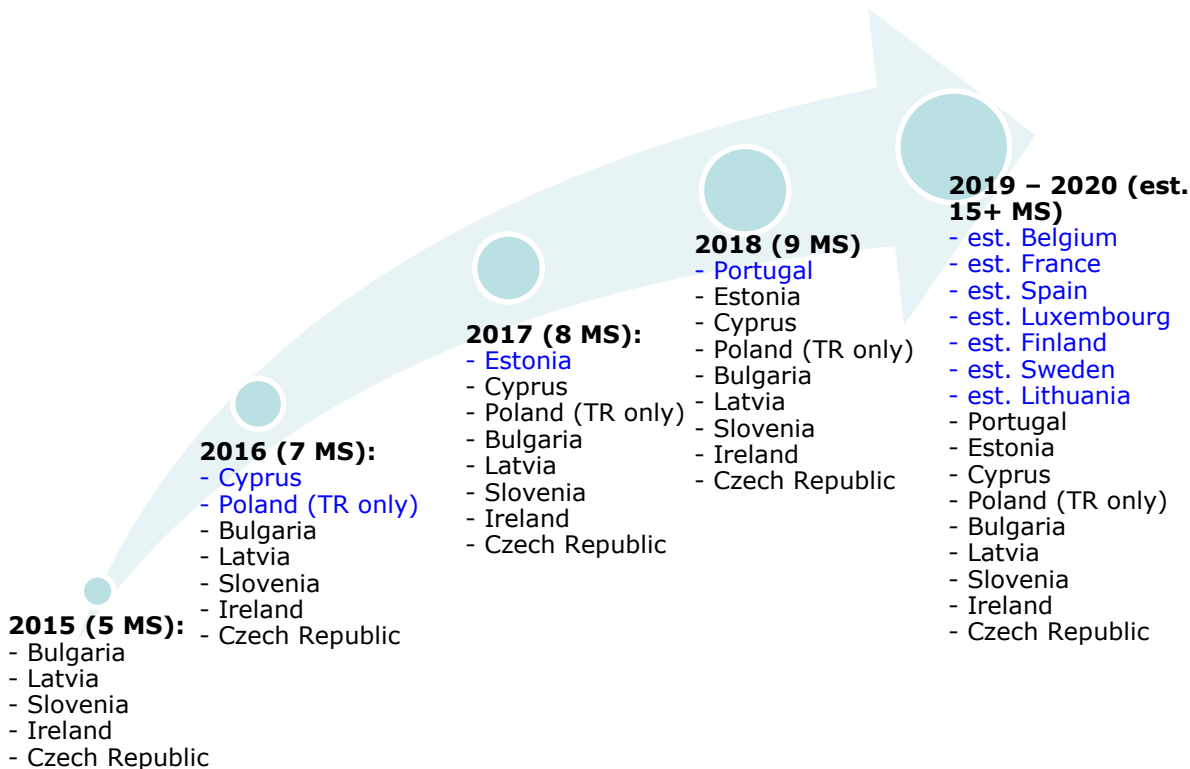 2015 (5 MS):
- Bulgaria
- Latvia
- Slovenia
- Ireland
- Czech Republic
2016 (7 MS):
- Cyprus
- Poland (TR only)
- Bulgaria
- Latvia
- Slovenia
- Ireland
- Czech Republic
2017 (8 MS):
- Estonia
- Cyprus
- Poland (TR only)
- Bulgaria
- Latvia
- Slovenia
- Ireland
- Czech Republic
2018 (9 MS)
- Portugal
- Estonia
- Cyprus
- Poland (TR only)
- Bulgaria
- Latvia
- Slovenia
- Ireland
- Czech Republic
2019 – 2020 (est.
15+ MS)
- est. Belgium
- est. France
- est. Spain
- est. Luxembourg
- est. Finland
- est. Sweden
- est. Lithuania
- Portugal
- Estonia
- Cyprus
- Poland (TR only)
- Bulgaria
- Latvia
- Slovenia
- Ireland
- Czech Republic